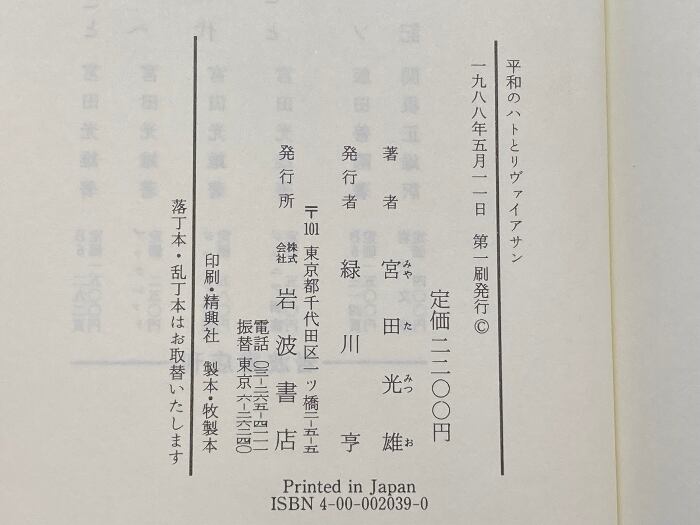 平和のハトとリヴァイアサン
一九八八年五月一一日　第一刷発行 ©
定価二二〇〇円
著者　宮田光雄
みやたみつお
発行者　緑川亨
〒101 東京都千代田区一ツ橋二-五-五
発行所　株式会社　岩波書店
電話 〇三-二六五-四一一一
振替 東京 六-二六二四〇
印刷・精興社　製本・牧製本
落丁本・乱丁本はお取替いたします
Printed in Japan
ISBN 4-00-002039-0